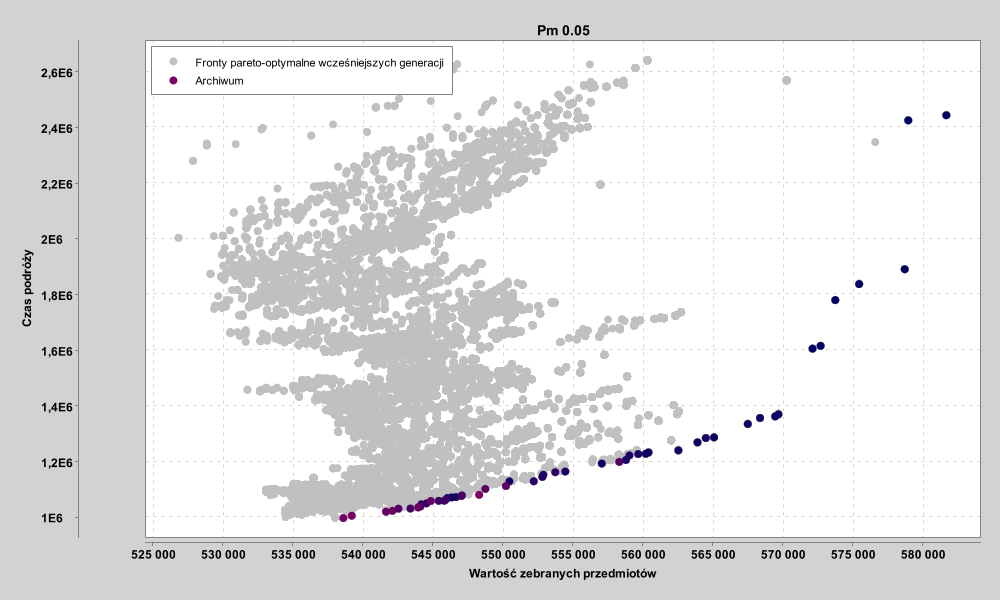 Pm 0.05
Fronty pareto-optymalne wcześniejszych generacji
Archiwum
2,6E6
2,4E6
2,2E6
2E6
1,8E6
1,6E6
1,4E6
1,2E6
1E6
Czas podróży
525 000 530 000 535 000 540 000 545 000 550 000 555 000 560 000 565 000 570 000 575 000 580 000
Wartość zebranych przedmiotów